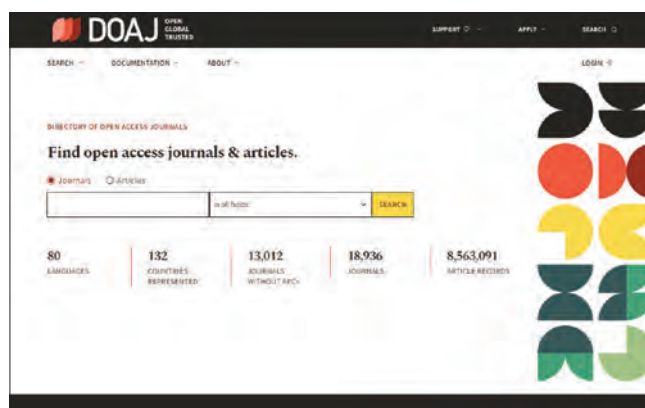 DOAJ
OPEN
GLOBAL
TRUSTED
SUPPORT
APPLY
SEARCH
SEARCH
DOCUMENTATION
ABOUT
LOGIN
DIRECTORY OF OPEN ACCESS JOURNALS
Find open access journals & articles.
Journals Articles
In all fields
SEARCH
80 132 13,012 18,936 8,563,091
LANGUAGES COUNTRIES JOURNALS JOURNALS ARTICLE RECORDS
REPRESENTED WITHOUT APCs